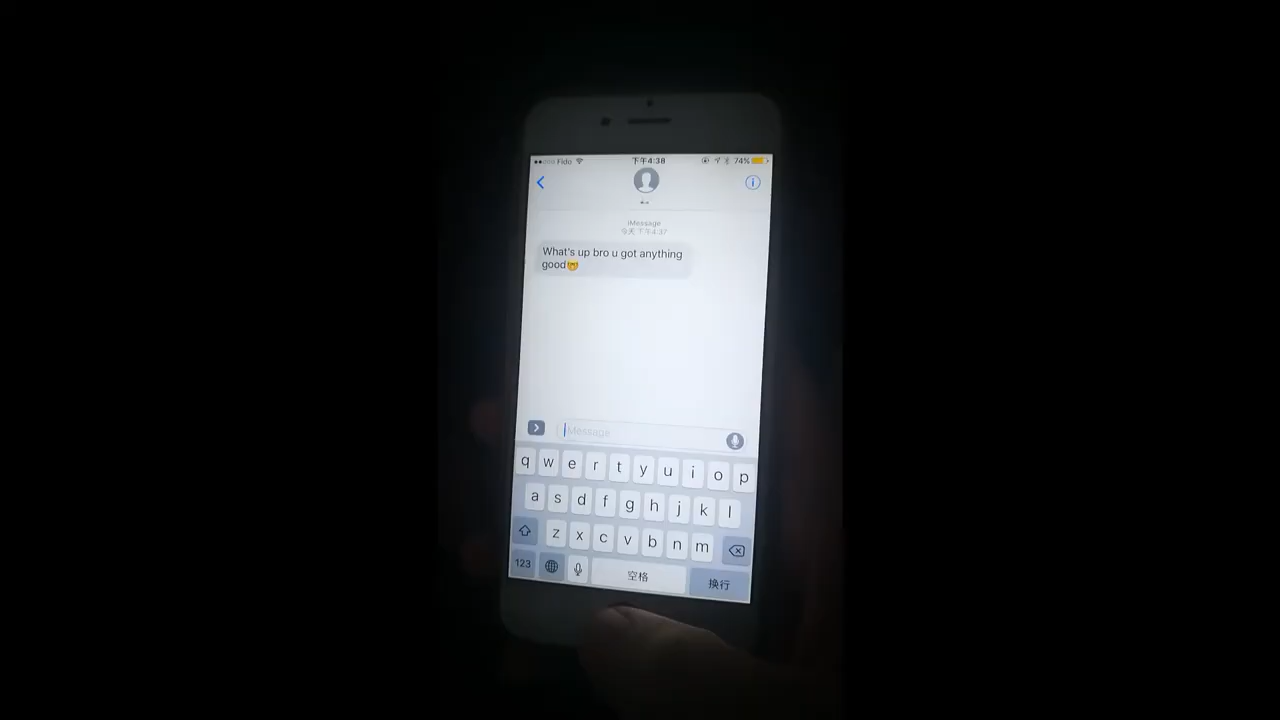 Fido 下午4:38 74%
iMessage
今天 下午4:37
What's up bro u got anything
good🤭
iMessage
q w e r t y u i o p
a s d f g h j k l
z x c v b n m
123 空格 换行